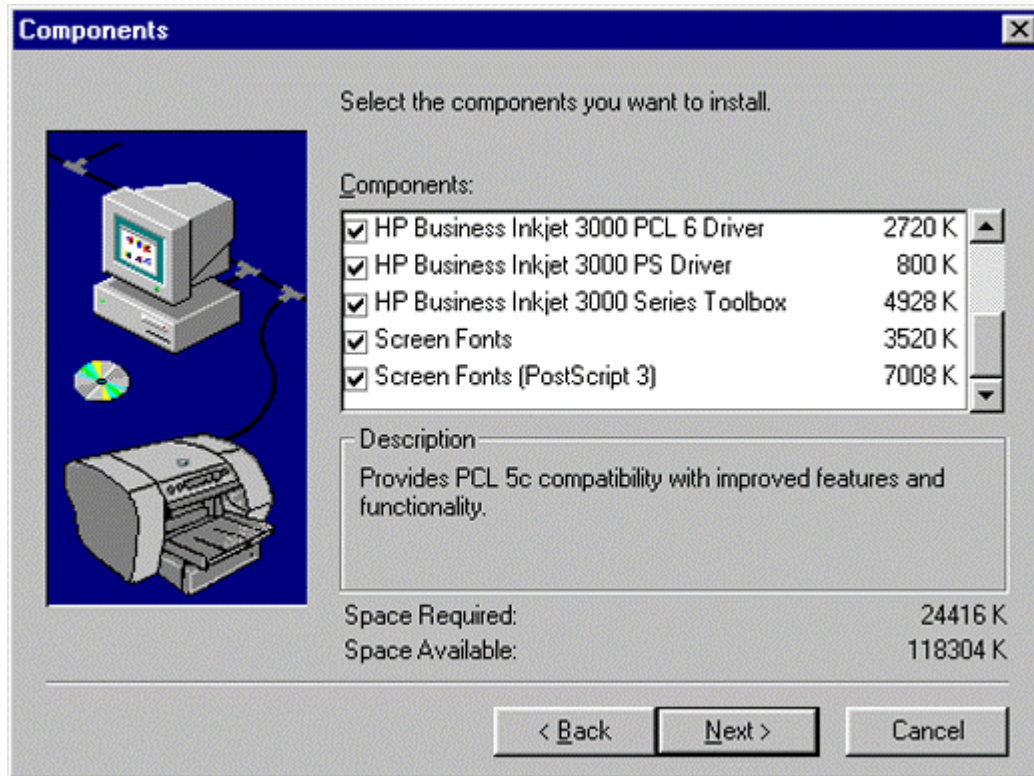 Components
Select the components you want to install.
Components:
HP Business Inkjet 3000 PCL 6 Driver 2720 K
HP Business Inkjet 3000 PS Driver 800 K
HP Business Inkjet 3000 Series Toolbox 4928 K
Screen Fonts 3520 K
Screen Fonts (PostScript 3) 7008 K
Description
Provides PCL 5c compatibility with improved features and
functionality.
Space Required: 24416 K
Space Available: 118304 K
< Back Next > Cancel